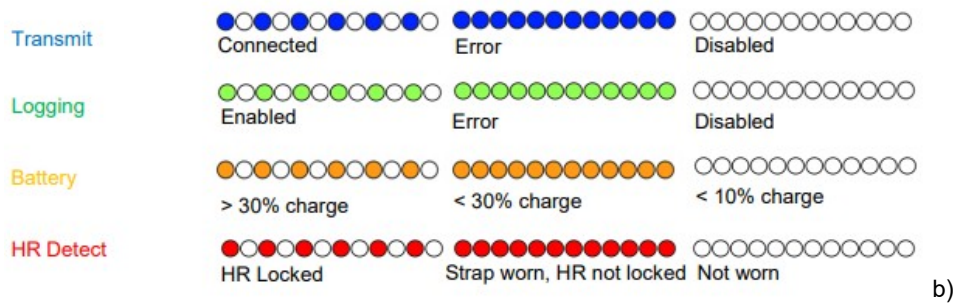 Transmit
Connected Error Disabled
Logging
Enabled Error Disabled
Battery
> 30% charge < 30% charge < 10% charge
HR Detect
HR Locked Strap worn, HR not locked Not worn
b)